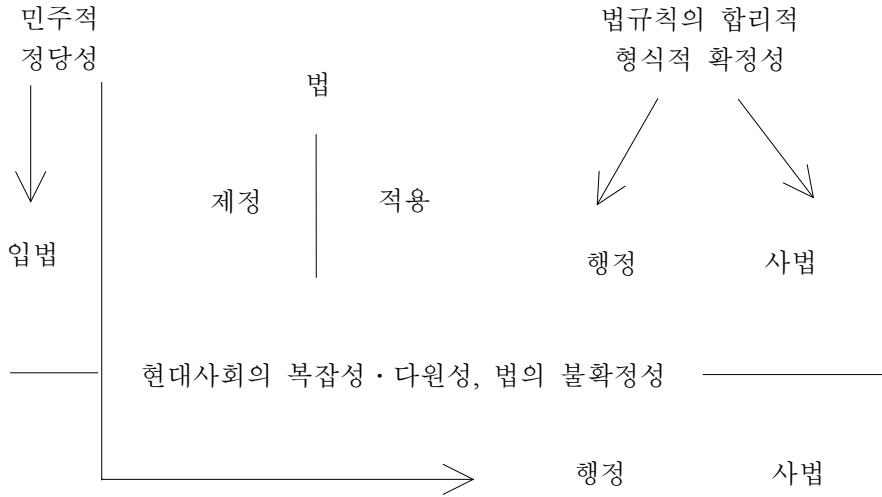 민주적
정당성
법규칙의 합리적
형식적 확정성
법
제정 적용
입법 행정 사법
현대사회의 복잡성·다원성, 법의 불확정성
행정 사법